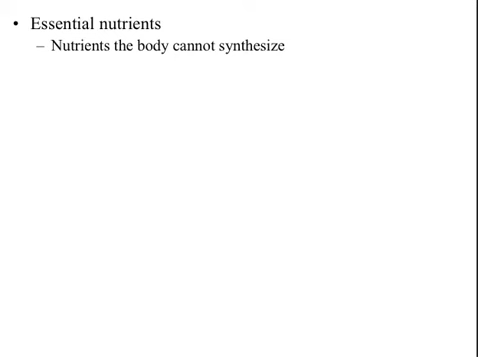 • Essential nutrients
– Nutrients the body cannot synthesize